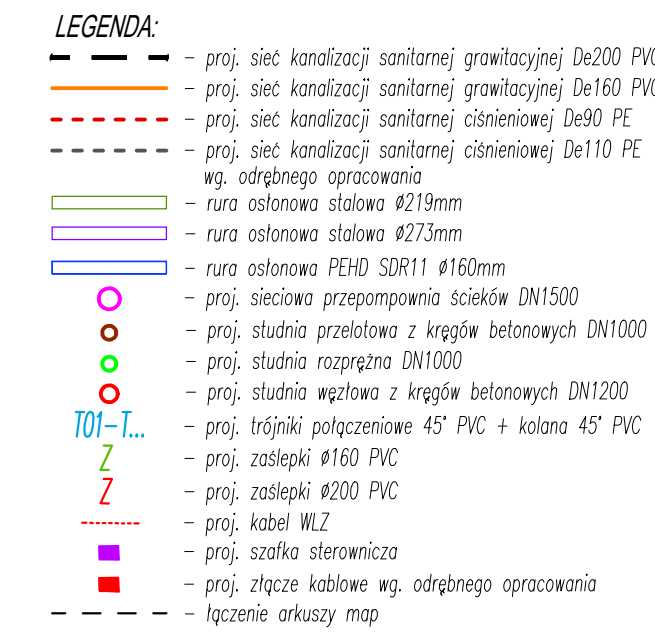 LEGENDA:
– proj. sieć kanalizacji sanitarnej grawitacyjnej De200 PVC
– proj. sieć kanalizacji sanitarnej grawitacyjnej De160 PVC
– proj. sieć kanalizacji sanitarnej ciśnieniowej De90 PE
– proj. sieć kanalizacji sanitarnej ciśnieniowej De110 PE
wg. odrębnego opracowania
– rura osłonowa stalowa Ø219mm
– rura osłonowa stalowa Ø273mm
– rura osłonowa PEHD SDR11 Ø160mm
– proj. sieciowa przepompownia ścieków DN1500
– proj. studnia przelotowa z kręgów betonowych DN1000
– proj. studnia rozprężna DN1000
– proj. studnia węzłowa z kręgów betonowych DN1200
T01–T... – proj. trójniki połączeniowe 45° PVC + kolana 45° PVC
Z – proj. zaślepki Ø160 PVC
Z – proj. zaślepki Ø200 PVC
– proj. kabel WLZ
– proj. szafka sterownicza
– proj. złącze kablowe wg. odrębnego opracowania
– łączenie arkuszy map